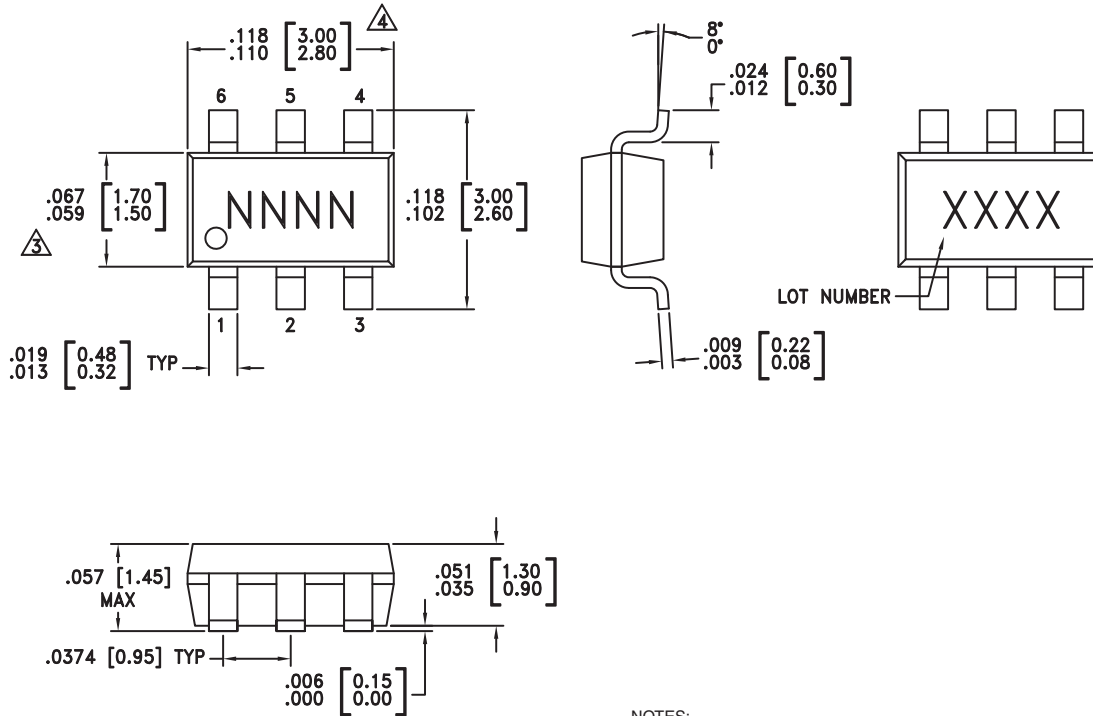 4
.118 [3.00]
.110 [2.80]
8°
0°
.024 [0.60]
.012 [0.30]
6 5 4
.067 [1.70]
.059 [1.50]
NNNN
.118 [3.00]
.102 [2.60]
XXXX
3
LOT NUMBER
1 2 3
.019 [0.48]
.013 [0.32]
TYP
.009 [0.22]
.003 [0.08]
.057 [1.45]
MAX
.051 [1.30]
.035 [0.90]
.0374 [0.95] TYP
.006 [0.15]
.000 [0.00]
NOTES: